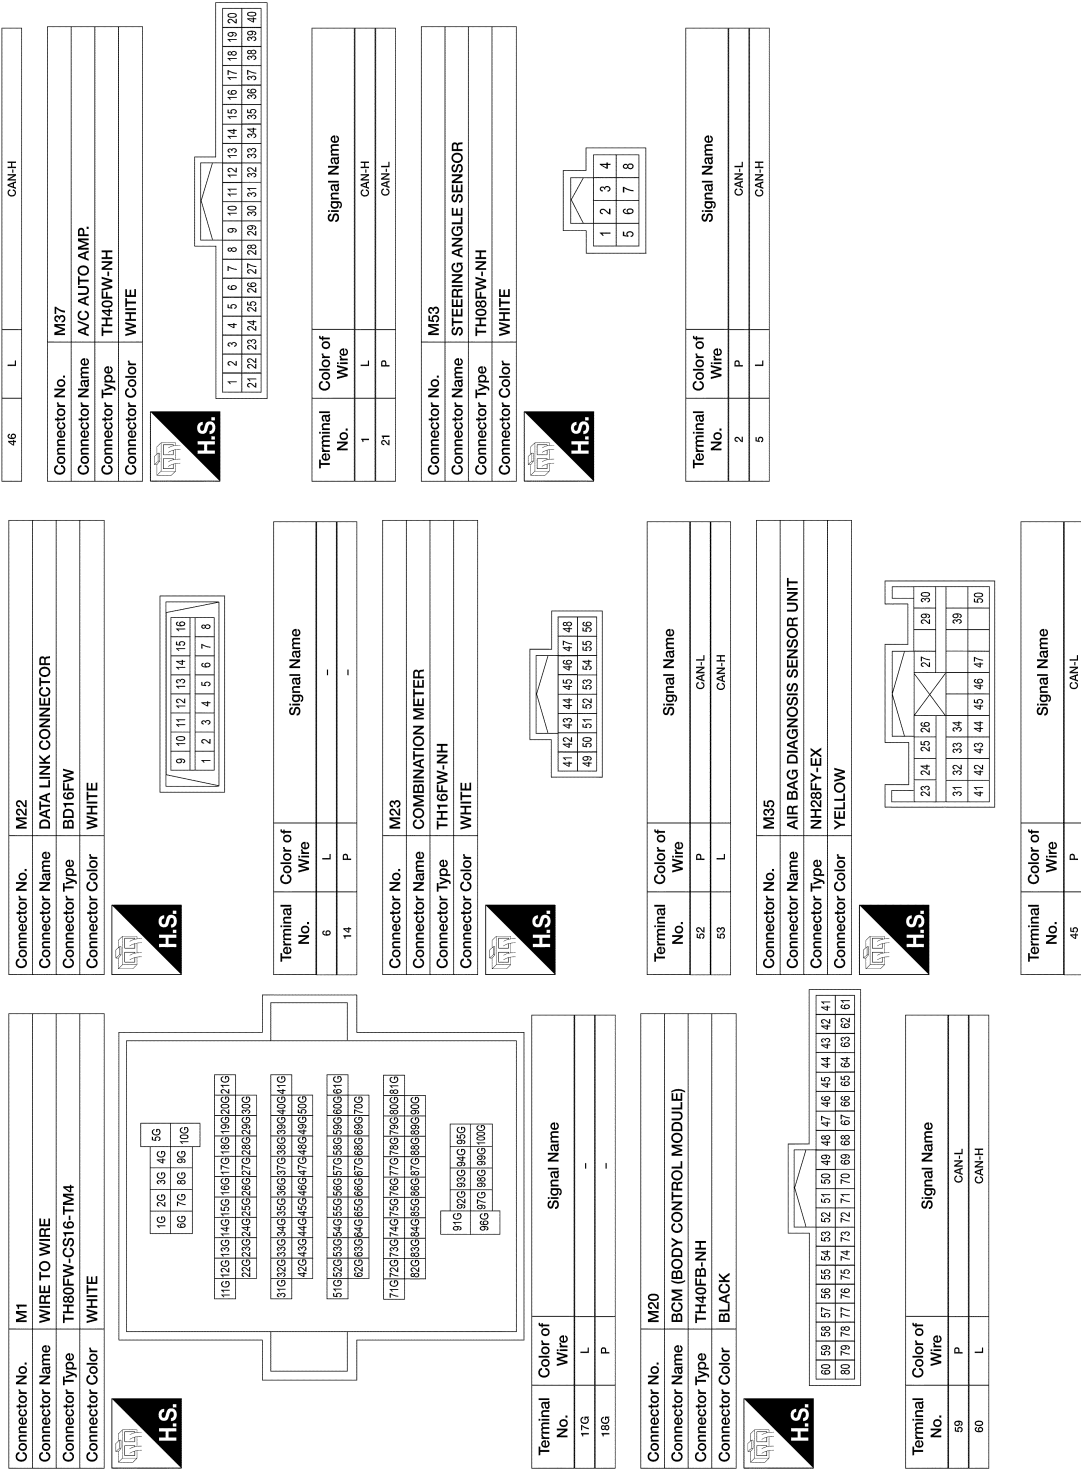 Connector No. M1
Connector Name WIRE TO WIRE
Connector Type TH80FW-CS16-TM4
Connector Color WHITE
H.S.
1G 2G 3G 4G 5G
6G 7G 8G 9G 10G
11G 12G 13G 14G 15G 16G 17G 18G 19G 20G 21G
22G 23G 24G 25G 26G 27G 28G 29G 30G
31G 32G 33G 34G 35G 36G 37G 38G 39G 40G 41G
42G 43G 44G 45G 46G 47G 48G 49G 50G
51G 52G 53G 54G 55G 56G 57G 58G 59G 60G 61G
62G 63G 64G 65G 66G 67G 68G 69G 70G
71G 72G 73G 74G 75G 76G 77G 78G 79G 80G 81G
82G 83G 84G 85G 86G 87G 88G 89G 90G
91G 92G 93G 94G 95G
96G 97G 98G 99G 100G
Terminal No. Color of Wire Signal Name
17G L –
18G P –
Connector No. M20
Connector Name BCM (BODY CONTROL MODULE)
Connector Type TH40FB-NH
Connector Color BLACK
H.S.
60 59 58 57 56 55 54 53 52 51 50 49 48 47 46 45 44 43 42 41
80 79 78 77 76 75 74 73 72 71 70 69 68 67 66 65 64 63 62 61
Terminal No. Color of Wire Signal Name
59 P CAN-L
60 L CAN-H
Connector No. M22
Connector Name DATA LINK CONNECTOR
Connector Type BD16FW
Connector Color WHITE
H.S.
9 10 11 12 13 14 15 16
1 2 3 4 5 6 7 8
Terminal No. Color of Wire Signal Name
6 L –
14 P –
Connector No. M23
Connector Name COMBINATION METER
Connector Type TH16FW-NH
Connector Color WHITE
H.S.
41 42 43 44 45 46 47 48
49 50 51 52 53 54 55 56
Terminal No. Color of Wire Signal Name
52 P CAN-L
53 L CAN-H
Connector No. M35
Connector Name AIR BAG DIAGNOSIS SENSOR UNIT
Connector Type NH28FY-EX
Connector Color YELLOW
H.S.
23 24 25 26 27 29 30
31 32 33 34 39
41 42 43 44 45 46 47 50
Terminal No. Color of Wire Signal Name
45 P CAN-L
46 L CAN-H
Connector No. M37
Connector Name A/C AUTO AMP.
Connector Type TH40FW-NH
Connector Color WHITE
H.S.
1 2 3 4 5 6 7 8 9 10 11 12 13 14 15 16 17 18 19 20
21 22 23 24 25 26 27 28 29 30 31 32 33 34 35 36 37 38 39 40
Terminal No. Color of Wire Signal Name
1 L CAN-H
21 P CAN-L
Connector No. M53
Connector Name STEERING ANGLE SENSOR
Connector Type TH08FW-NH
Connector Color WHITE
H.S.
1 2 3 4
5 6 7 8
Terminal No. Color of Wire Signal Name
2 P CAN-L
5 L CAN-H